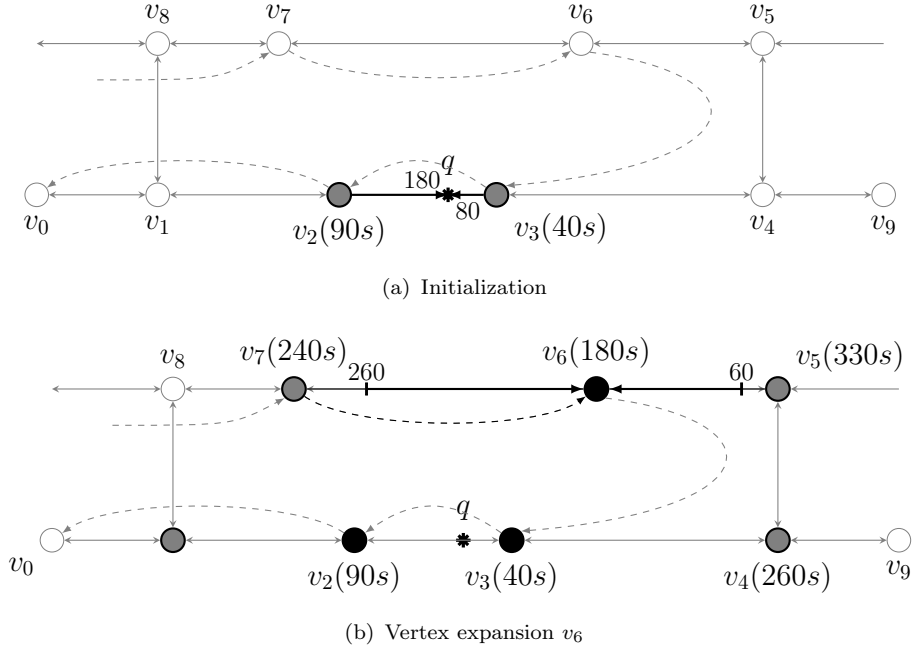 v8 v7 v6 v5
q
180
80
v0 v1 v2(90s) v3(40s) v4 v9
(a) Initialization
v8 v7(240s) v6(180s) v5(330s)
260 60
q
v0 v2(90s) v3(40s) v4(260s) v9
(b) Vertex expansion v6